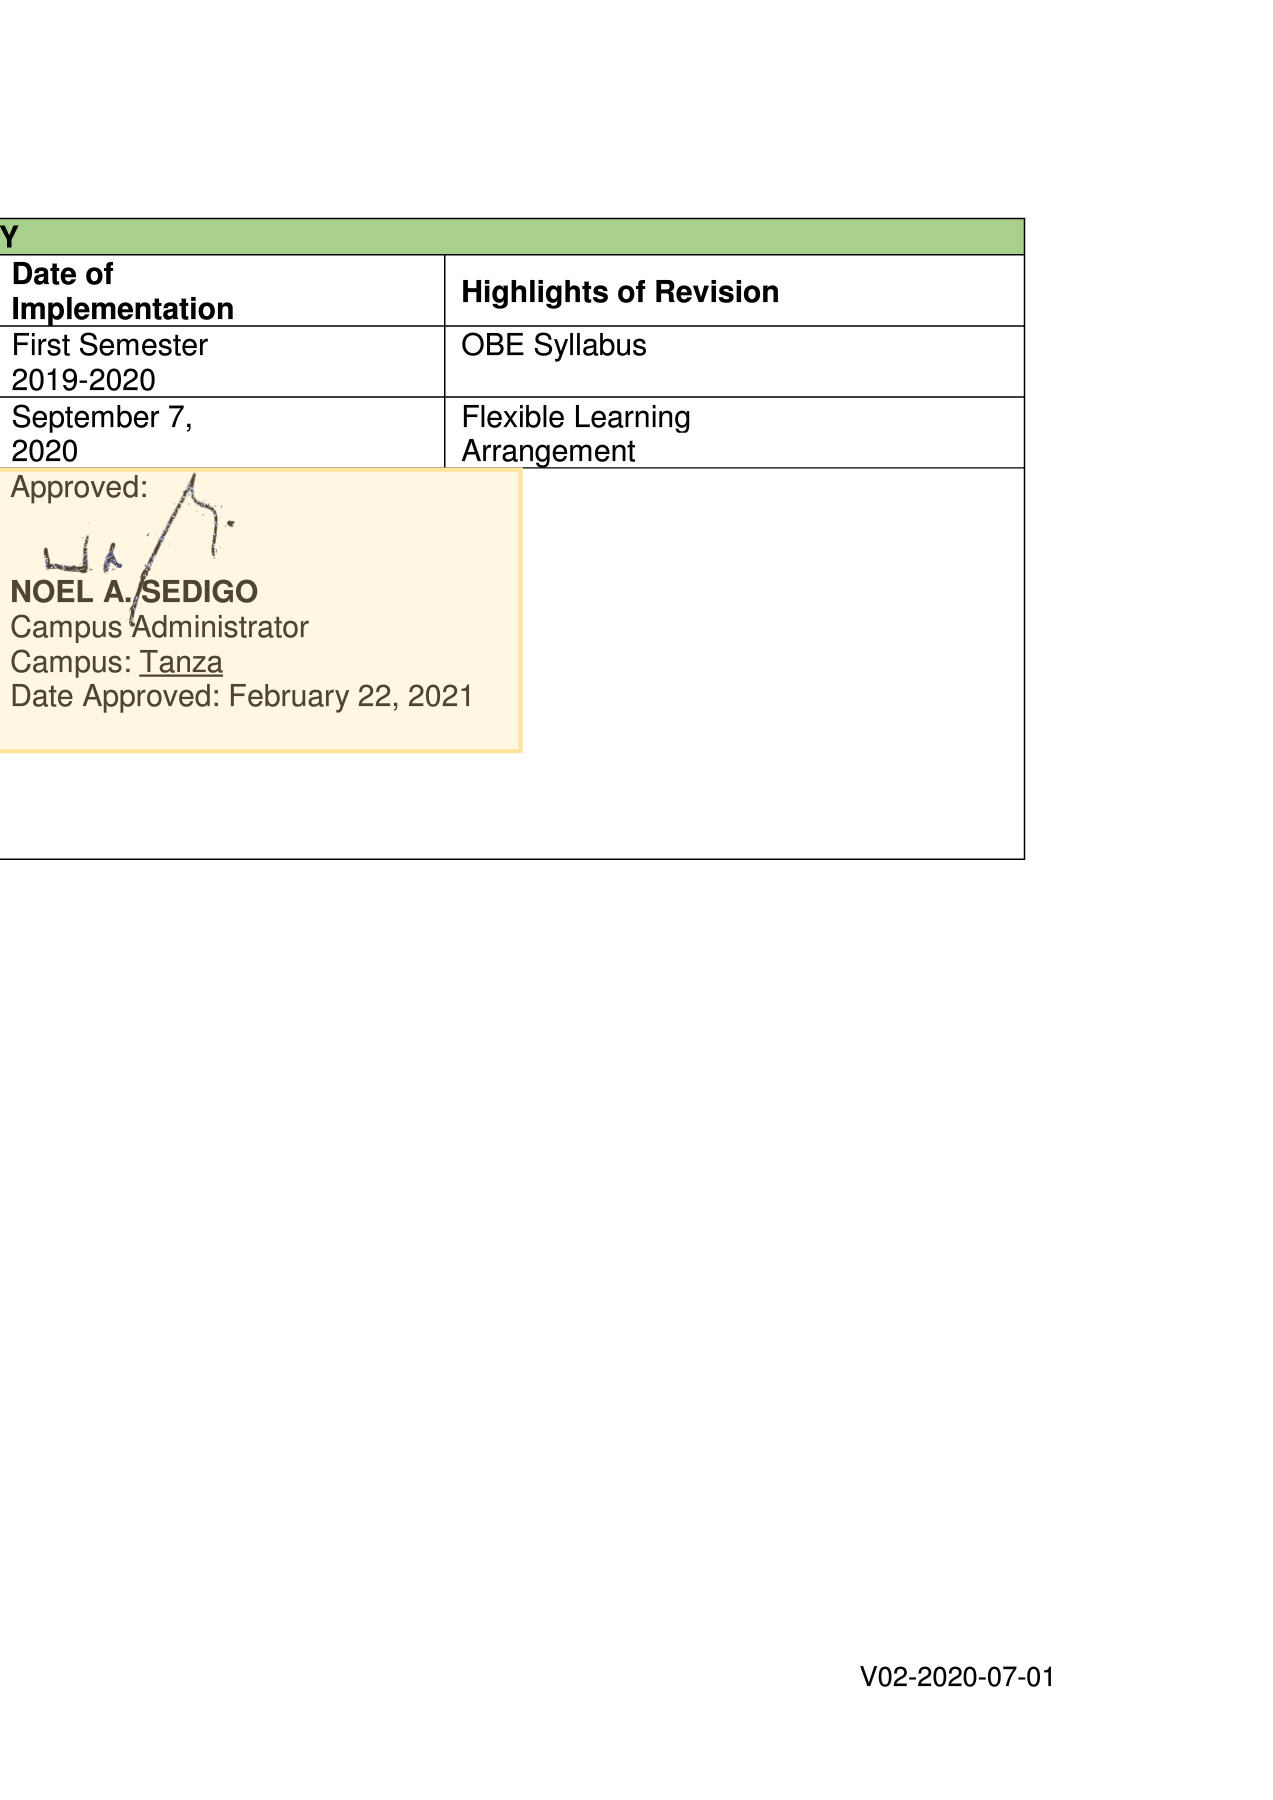 Y
Date of
Implementation
Highlights of Revision
First Semester
2019-2020
OBE Syllabus
September 7,
2020
Flexible Learning
Arrangement
Approved:
NOEL A. SEDIGO
Campus Administrator
Campus: Tanza
Date Approved: February 22, 2021
V02-2020-07-01